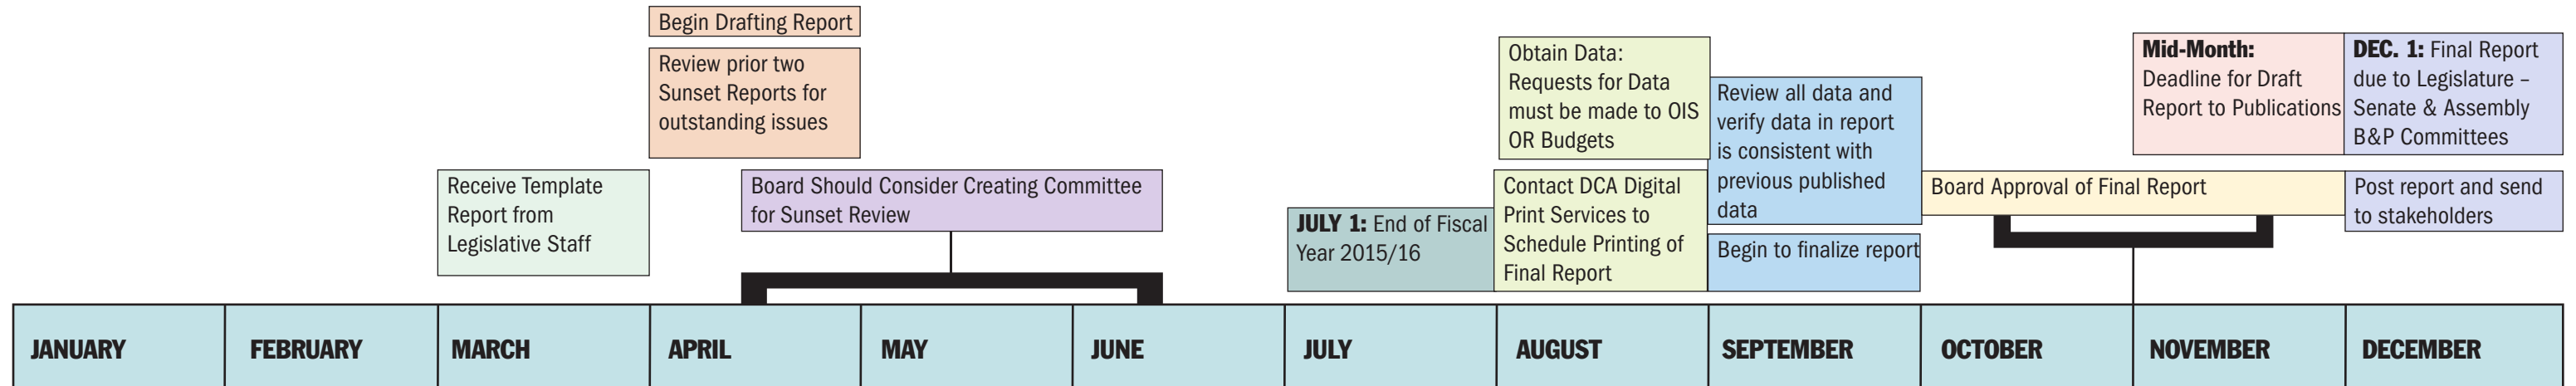 Begin Drafting Report
Review prior two
Sunset Reports for
outstanding issues
Receive Template
Report from
Legislative Staff
Board Should Consider Creating Committee
for Sunset Review
JULY 1: End of Fiscal
Year 2015/16
Obtain Data:
Requests for Data
must be made to OIS
OR Budgets
Contact DCA Digital
Print Services to
Schedule Printing of
Final Report
Review all data and
verify data in report
is consistent with
previous published
data
Begin to finalize report
Board Approval of Final Report
Mid-Month:
Deadline for Draft
Report to Publications
DEC. 1: Final Report
due to Legislature –
Senate & Assembly
B&P Committees
Post report and send
to stakeholders
JANUARY
FEBRUARY
MARCH
APRIL
MAY
JUNE
JULY
AUGUST
SEPTEMBER
OCTOBER
NOVEMBER
DECEMBER